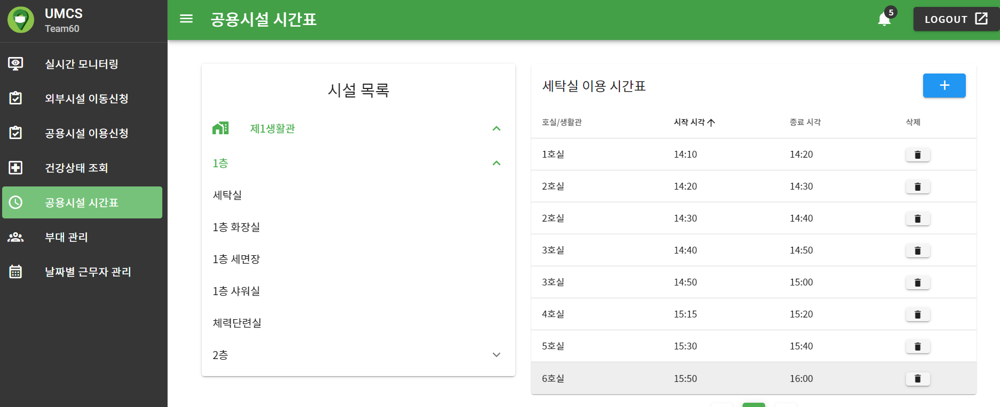 UMCS
Team60
실시간 모니터링
외부시설 이동신청
공용시설 이용신청
건강상태 조회
공용시설 시간표
부대 관리
날짜별 근무자 관리
공용시설 시간표
5
LOGOUT
시설 목록
제1생활관
1층
세탁실
1층 화장실
1층 세면장
1층 샤워실
체력단련실
2층
세탁실 이용 시간표
호실/생활관 시작 시각 종료 시각 삭제
1호실 14:10 14:20
2호실 14:20 14:30
2호실 14:30 14:40
3호실 14:40 14:50
3호실 14:50 15:00
4호실 15:15 15:20
5호실 15:30 15:40
6호실 15:50 16:00